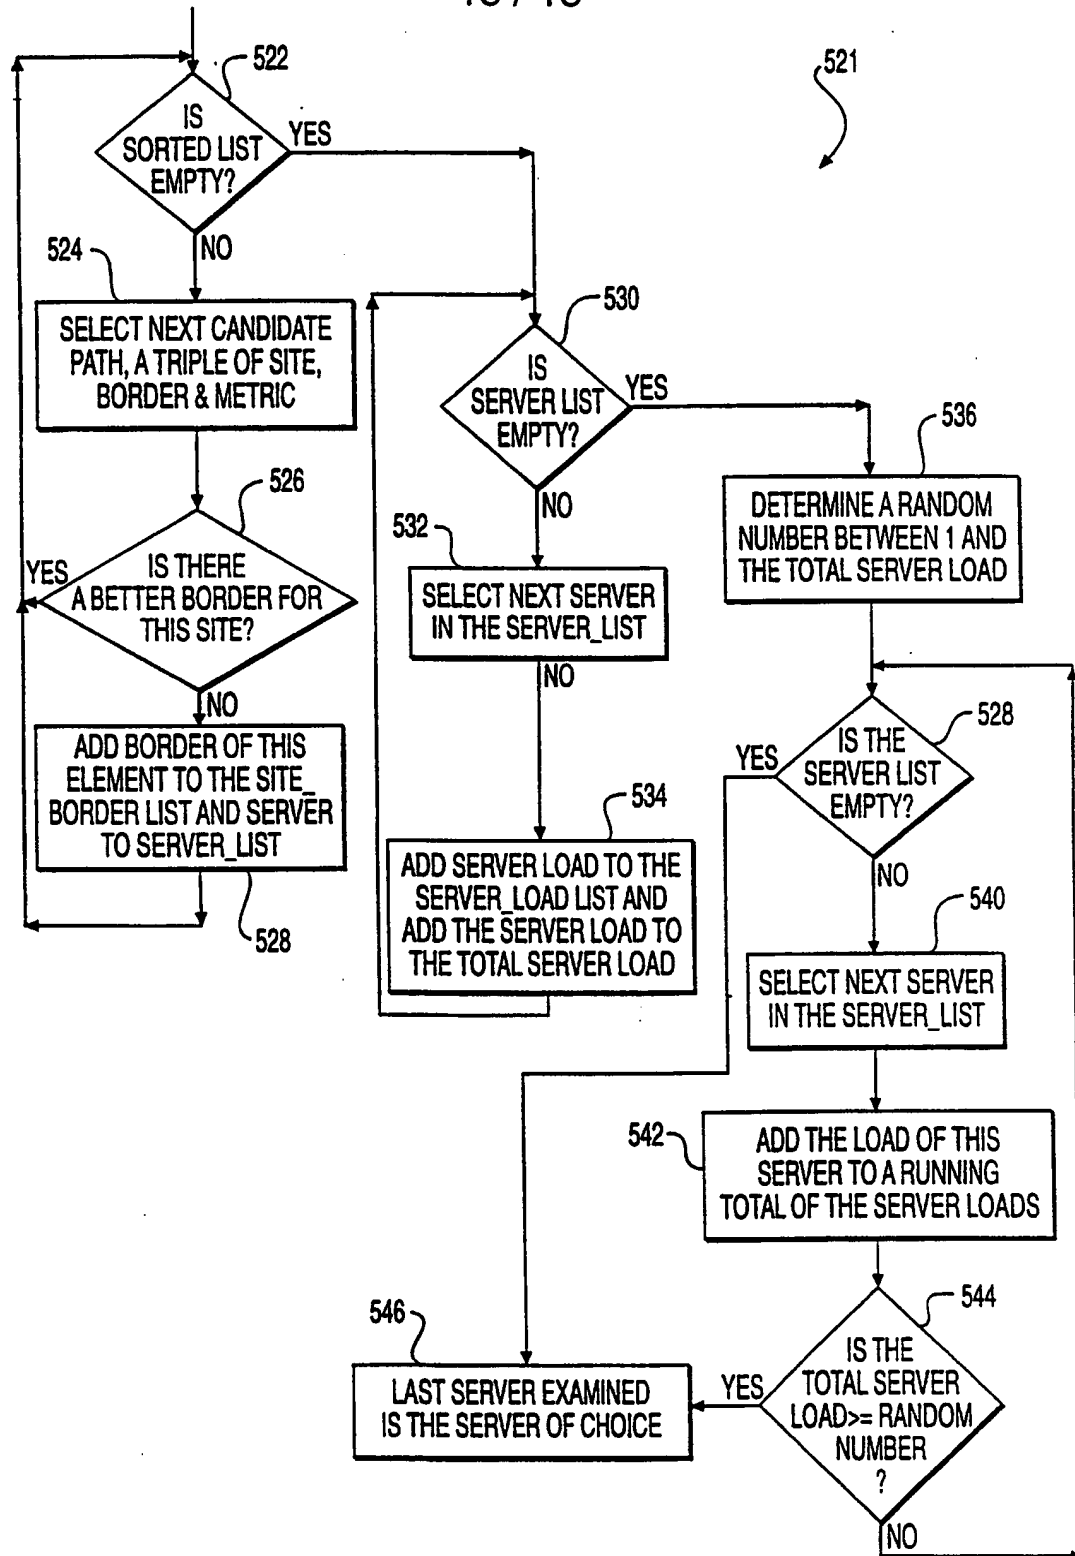 522
521
IS
SORTED LIST
EMPTY?
YES
NO
524
SELECT NEXT CANDIDATE
PATH, A TRIPLE OF SITE,
BORDER & METRIC
530
IS
SERVER LIST
EMPTY?
YES
NO
536
DETERMINE A RANDOM
NUMBER BETWEEN 1 AND
THE TOTAL SERVER LOAD
526
IS THERE
A BETTER BORDER FOR
THIS SITE?
YES
NO
532
SELECT NEXT SERVER
IN THE SERVER_LIST
NO
528
ADD BORDER OF THIS
ELEMENT TO THE SITE_
BORDER LIST AND SERVER
TO SERVER_LIST
534
ADD SERVER LOAD TO THE
SERVER_LOAD LIST AND
ADD THE SERVER LOAD TO
THE TOTAL SERVER LOAD
528
IS THE
SERVER LIST
EMPTY?
YES
NO
540
SELECT NEXT SERVER
IN THE SERVER_LIST
542
ADD THE LOAD OF THIS
SERVER TO A RUNNING
TOTAL OF THE SERVER LOADS
544
IS THE
TOTAL SERVER
LOAD>= RANDOM
NUMBER
?
YES
NO
546
LAST SERVER EXAMINED
IS THE SERVER OF CHOICE